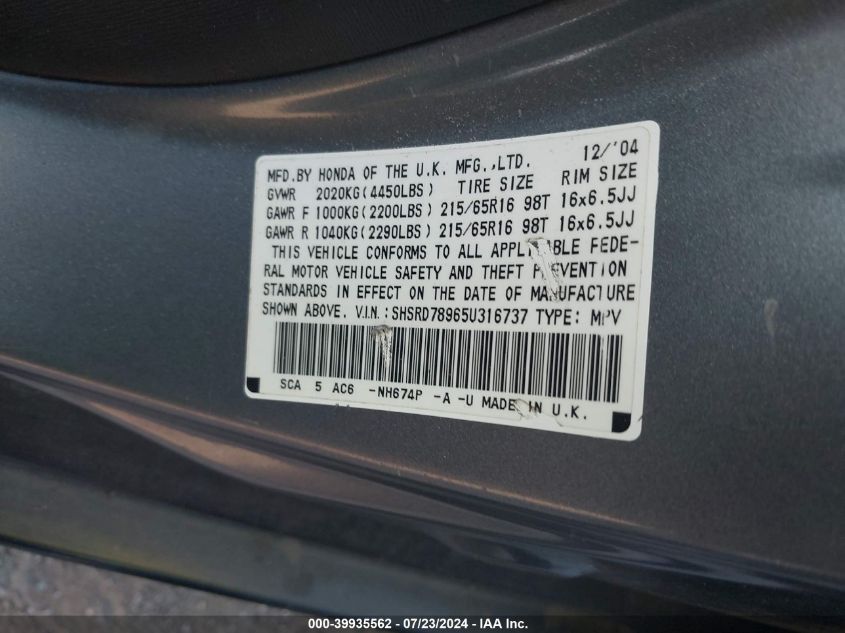 MFD.BY HONDA OF THE U.K. MFG.,LTD. 12/'04
GVWR 2020KG(4450LBS) TIRE SIZE RIM SIZE
GAWR F 1000KG(2200LBS) 215/65R16 98T 16x6.5JJ
GAWR R 1040KG(2290LBS) 215/65R16 98T 16x6.5JJ
THIS VEHICLE CONFORMS TO ALL APPLICABLE FEDE-
RAL MOTOR VEHICLE SAFETY AND THEFT PREVENTION
STANDARDS IN EFFECT ON THE DATE OF MANUFACTURE
SHOWN ABOVE. V.I.N.:SHSRD78965U316737 TYPE: MPV
SCA 5 AC6 -NH674P -A -U MADE IN U.K.
000-39935562 - 07/23/2024 - IAA Inc.